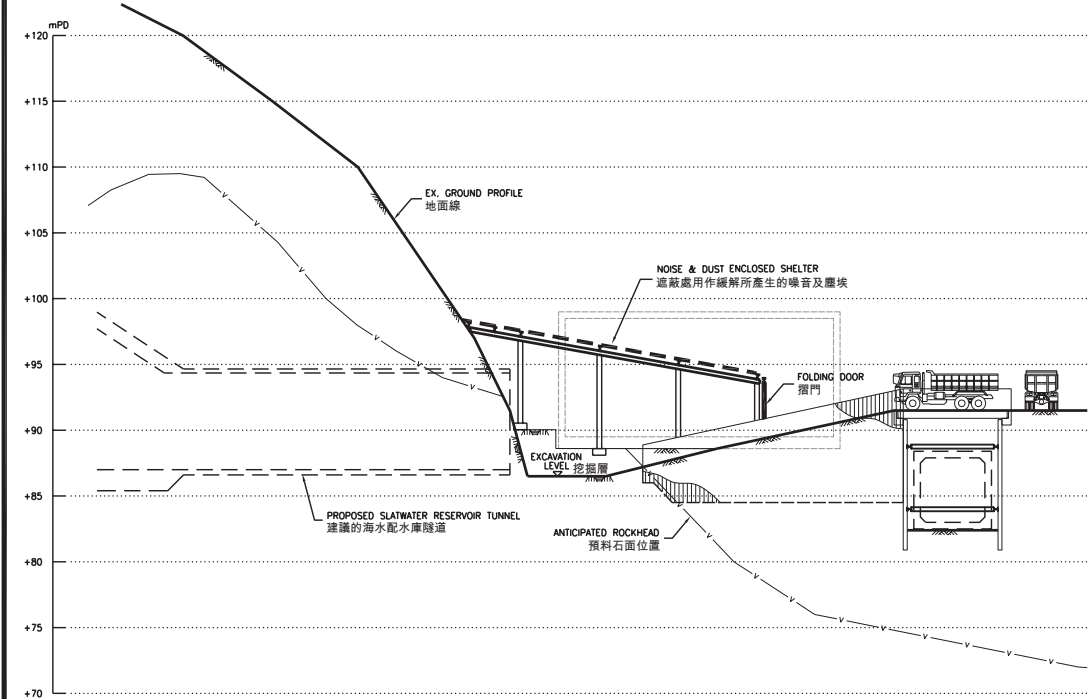 mPD
+120
+115
+110
+105
+100
+95
+90
+85
+80
+75
+70
EX. GROUND PROFILE
地面線
NOISE & DUST ENCLOSED SHELTER
遮蔽處用作緩解所產生的噪音及塵埃
FOLDING DOOR
摺門
EXCAVATION
LEVEL 挖掘層
PROPOSED SLATWATER RESERVOIR TUNNEL
建議的海水配水庫隧道
ANTICIPATED ROCKHEAD
預料石面位置